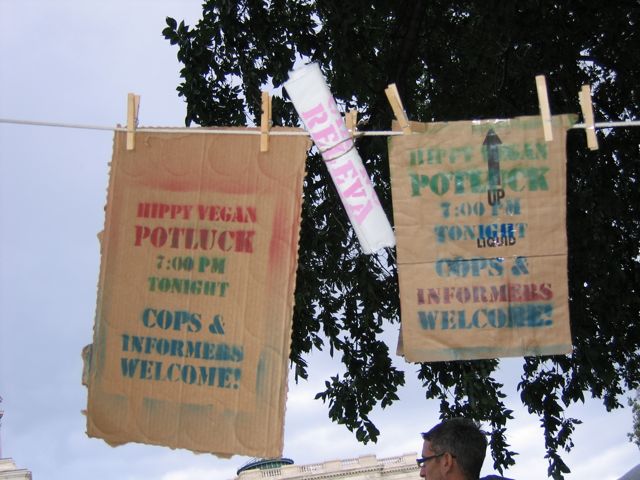 HIPPY VEGAN
POTLUCK
7:00 PM
TONIGHT
COPS &
INFORMERS
WELCOME!
HIPPY VEGAN
POTLUCK
UP
7:00 PM
TONIGHT
LIQUID
COPS &
INFORMERS
WELCOME!